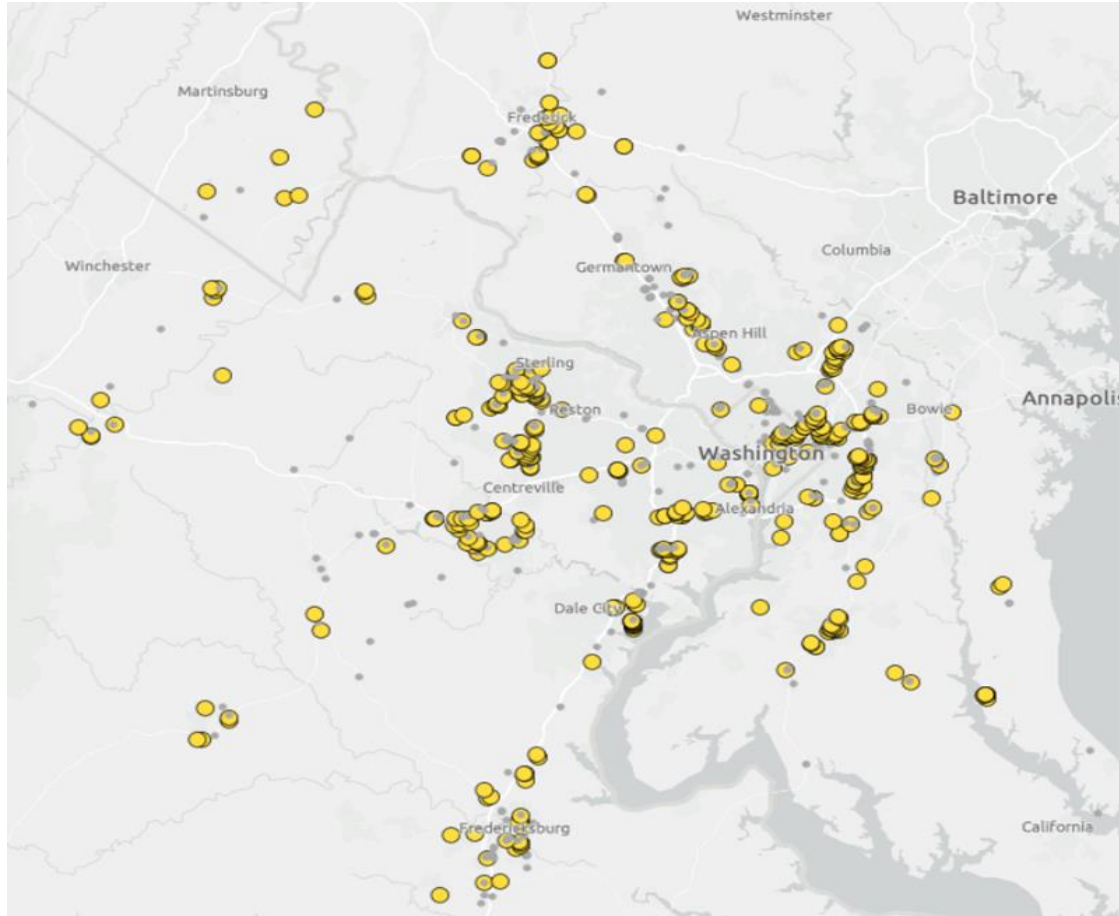 Westminster
Martinsburg
Frederick
Baltimore
Columbia
Winchester
Germantown
Aspen Hill
Sterling
Reston
Bowie
Annapolis
Washington
Centreville
Alexandria
Dale City
Fredericksburg
California